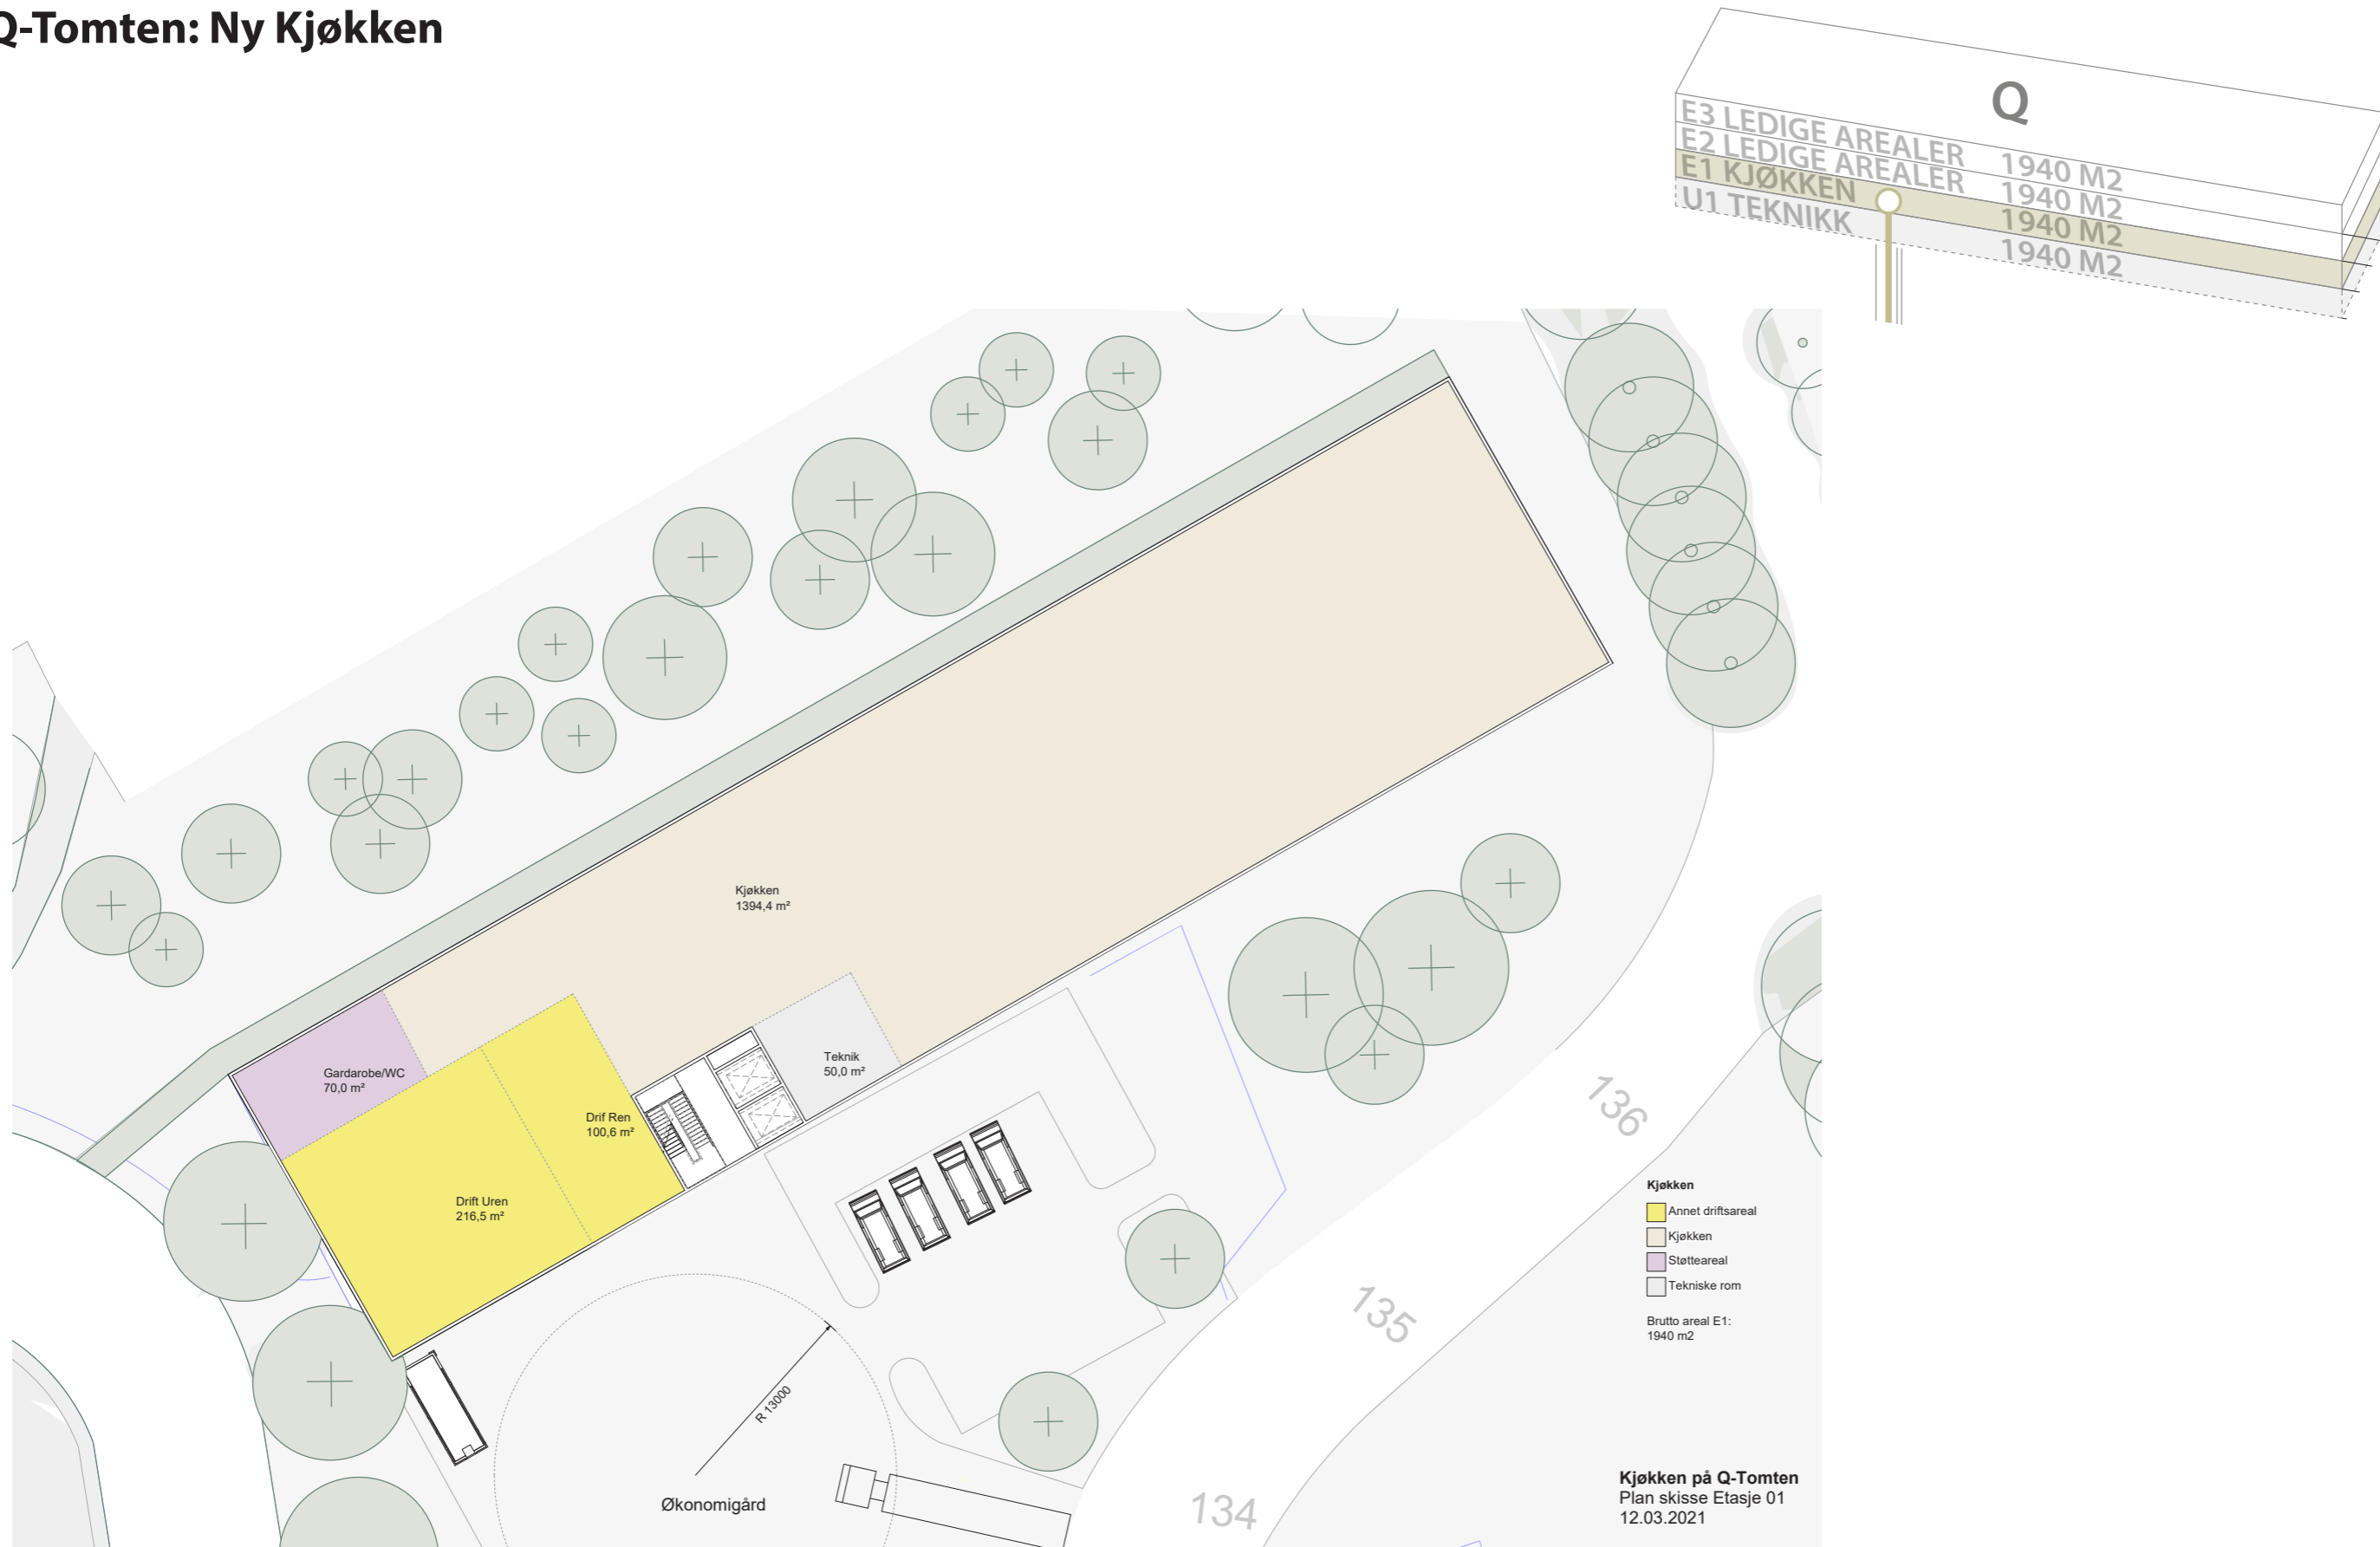 Q-Tomten: Ny Kjøkken
Q
E3 LEDIGE AREALER 1940 M2
E2 LEDIGE AREALER 1940 M2
E1 KJØKKEN 1940 M2
U1 TEKNIKK 1940 M2
Kjøkken
1394,4 m²
Gardarobe/WC
70,0 m²
Teknik
50,0 m²
Drif Ren
100,6 m²
Drift Uren
216,5 m²
136
135
134
R 13000
Økonomigård
Kjøkken
Annet driftsareal
Kjøkken
Støtteareal
Tekniske rom
Brutto areal E1:
1940 m2
Kjøkken på Q-Tomten
Plan skisse Etasje 01
12.03.2021